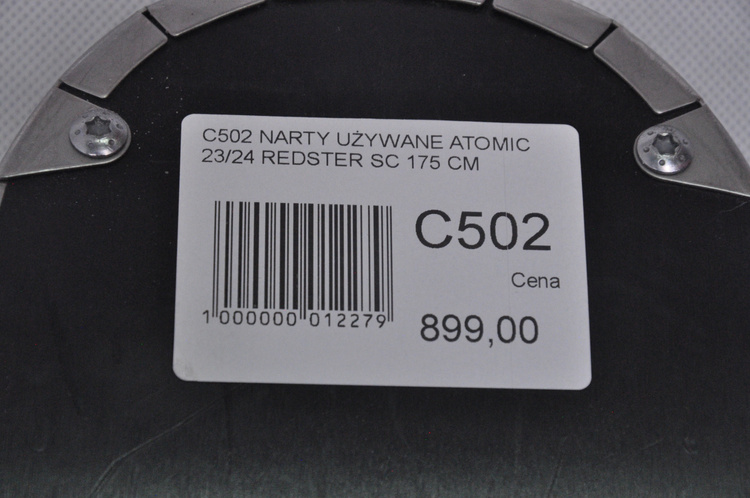 C502 NARTY UŻYWANE ATOMIC
23/24 REDSTER SC 175 CM
C502
Cena
899,00
1 000000 012279